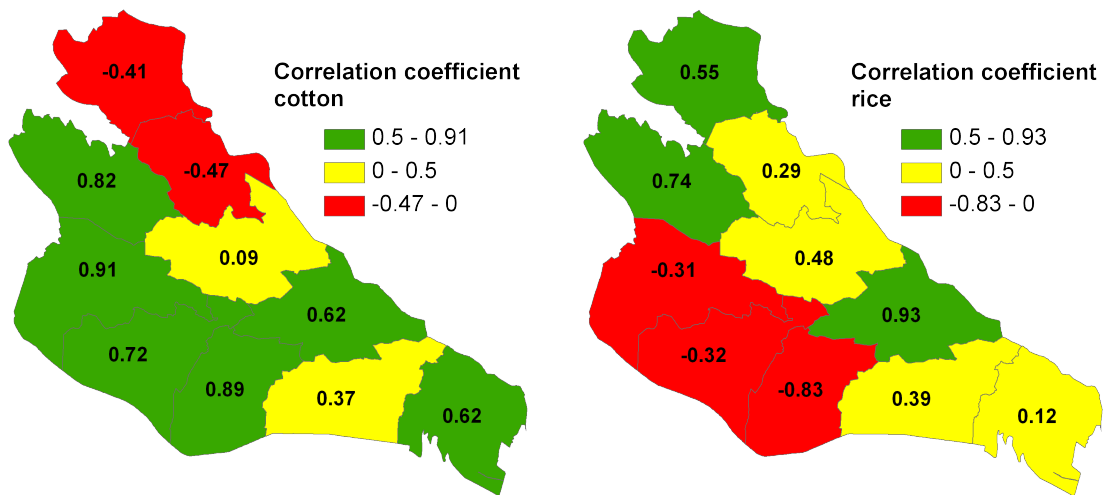 -0.41
-0.47
0.82
0.09
0.91
0.62
0.72
0.89
0.37
0.62
Correlation coefficient
cotton
0.5 - 0.91
0 - 0.5
-0.47 - 0
0.55
0.29
0.74
0.48
-0.31
0.93
-0.32
-0.83
0.39
0.12
Correlation coefficient
rice
0.5 - 0.93
0 - 0.5
-0.83 - 0